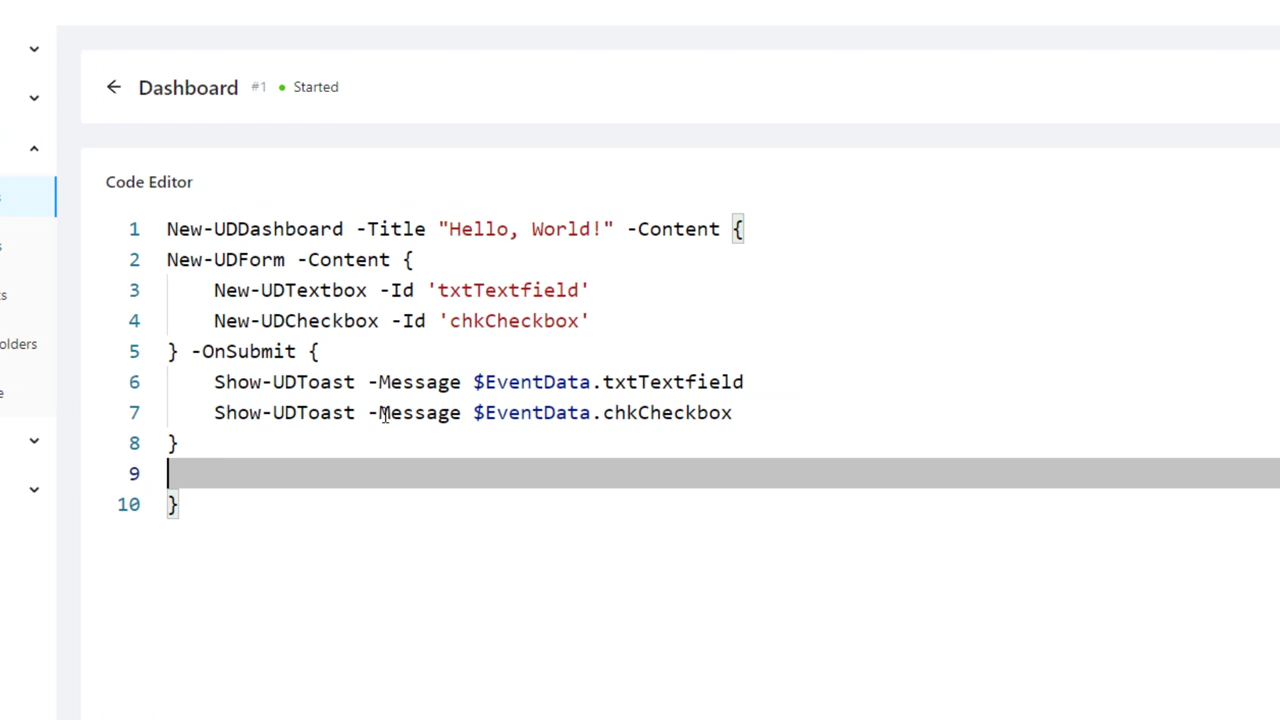 Dashboard #1 Started
Code Editor
1 New-UDDashboard -Title "Hello, World!" -Content {
2 New-UDForm -Content {
3 New-UDTextbox -Id 'txtTextfield'
4 New-UDCheckbox -Id 'chkCheckbox'
5 } -OnSubmit {
6 Show-UDToast -Message $EventData.txtTextfield
7 Show-UDToast -Message $EventData.chkCheckbox
8 }
9
10 }
s
s
ts
olders
e